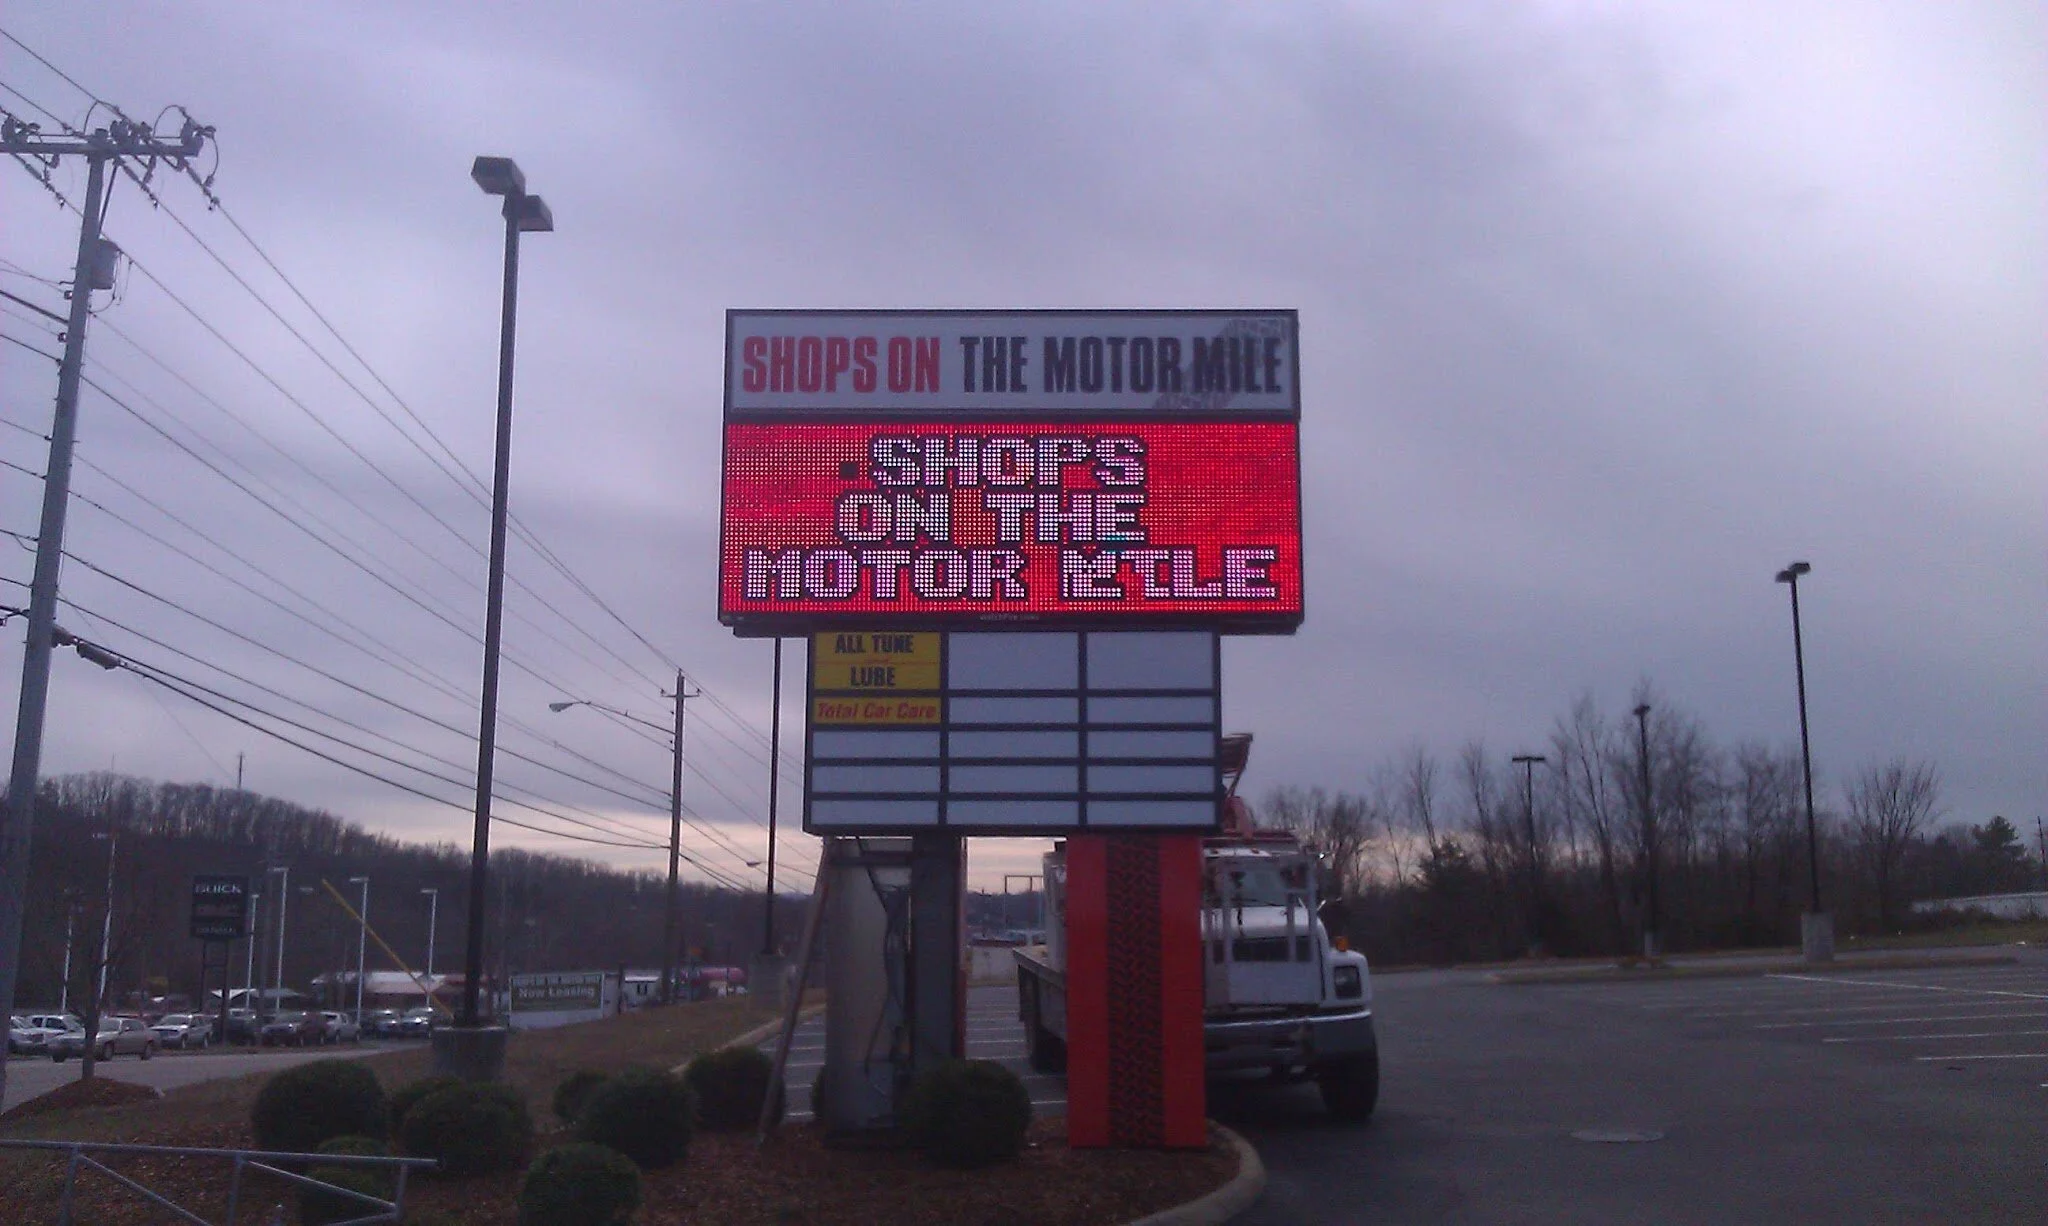 SHOPS ON THE MOTOR MILE
SHOPS
ON THE
MOTOR MILE
ALL TUNE
LUBE
Total Car Care
BUICK
Now Leasing